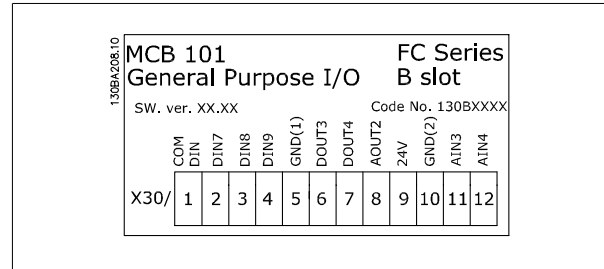 130BA208.10
MCB 101 FC Series
General Purpose I/O B slot
SW. ver. XX.XX Code No. 130BXXXX
COM DIN DIN7 DIN8 DIN9 GND(1) DOUT3 DOUT4 AOUT2 24V GND(2) AIN3 AIN4
X30/ 1 2 3 4 5 6 7 8 9 10 11 12